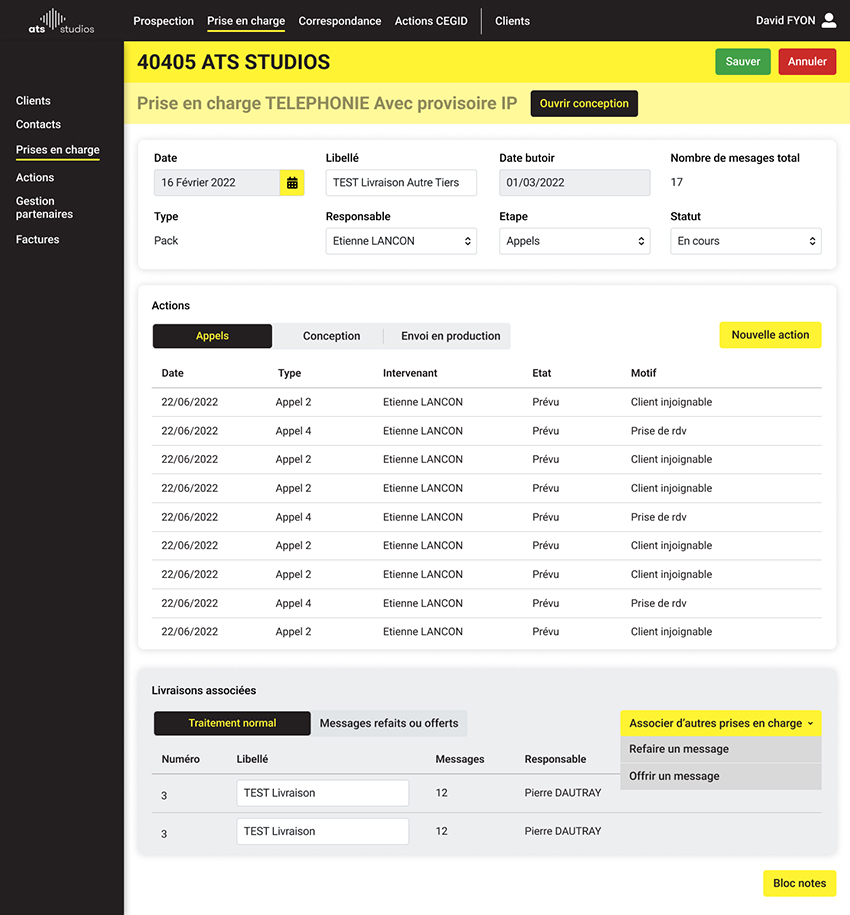 ats studios
Prospection Prise en charge Correspondance Actions CEGID Clients
David FYON
40405 ATS STUDIOS
Sauver Annuler
Prise en charge TELEPHONIE Avec provisoire IP
Ouvrir conception
Clients
Contacts
Prises en charge
Actions
Gestion
partenaires
Factures
Date Libellé Date butoir Nombre de mesages total
16 Février 2022 TEST Livraison Autre Tiers 01/03/2022 17
Type Responsable Etape Statut
Pack Etienne LANCON Appels En cours
Actions
Appels Conception Envoi en production Nouvelle action
Date Type Intervenant Etat Motif
22/06/2022 Appel 2 Etienne LANCON Prévu Client injoignable
22/06/2022 Appel 4 Etienne LANCON Prévu Prise de rdv
22/06/2022 Appel 2 Etienne LANCON Prévu Client injoignable
22/06/2022 Appel 2 Etienne LANCON Prévu Client injoignable
22/06/2022 Appel 4 Etienne LANCON Prévu Prise de rdv
22/06/2022 Appel 2 Etienne LANCON Prévu Client injoignable
22/06/2022 Appel 2 Etienne LANCON Prévu Client injoignable
22/06/2022 Appel 4 Etienne LANCON Prévu Prise de rdv
22/06/2022 Appel 2 Etienne LANCON Prévu Client injoignable
Livraisons associées
Traitement normal Messages refaits ou offerts Associer d'autres prises en charge
Refaire un message
Offrir un message
Numéro Libellé Messages Responsable
3 TEST Livraison 12 Pierre DAUTRAY
3 TEST Livraison 12 Pierre DAUTRAY
Bloc notes